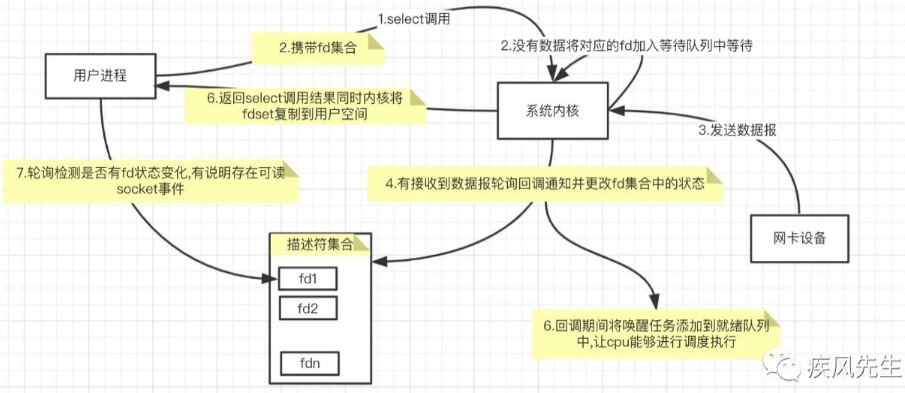 1.select调用
2.携带fd集合
2.没有数据将对应的fd加入等待队列中等待
用户进程
6.返回select调用结果同时内核将
fdset复制到用户空间
系统内核
3.发送数据报
7.轮询检测是否有fd状态变化,有说明存在可读
socket事件
4.有接收到数据报轮询回调通知并更改fd集合中的状态
网卡设备
描述符集合
fd1
fd2
fdn
6.回调期间将唤醒任务添加到就绪队列
中,让cpu能够进行调度执行
疾风先生